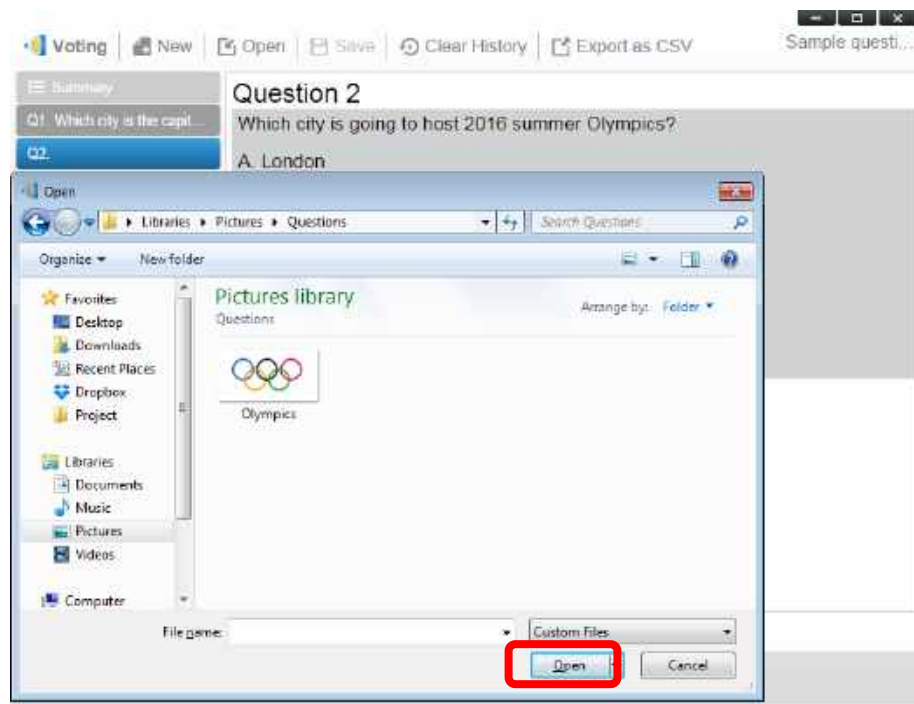 Voting New Open Save Clear History Export as CSV Sample questi...
Summary
Question 2
Q1. Which city is the capit...
Which city is going to host 2016 summer Olympics?
Q2.
A. London
Open
Libraries Pictures Questions Search Questions
Organize New folder
Favorites
Desktop
Downloads
Recent Places
Dropbox
Project
Libraries
Documents
Music
Pictures
Videos
Computer
Pictures library
Questions
Arrange by: Folder
Olympics
File name: Custom Files
Open Cancel